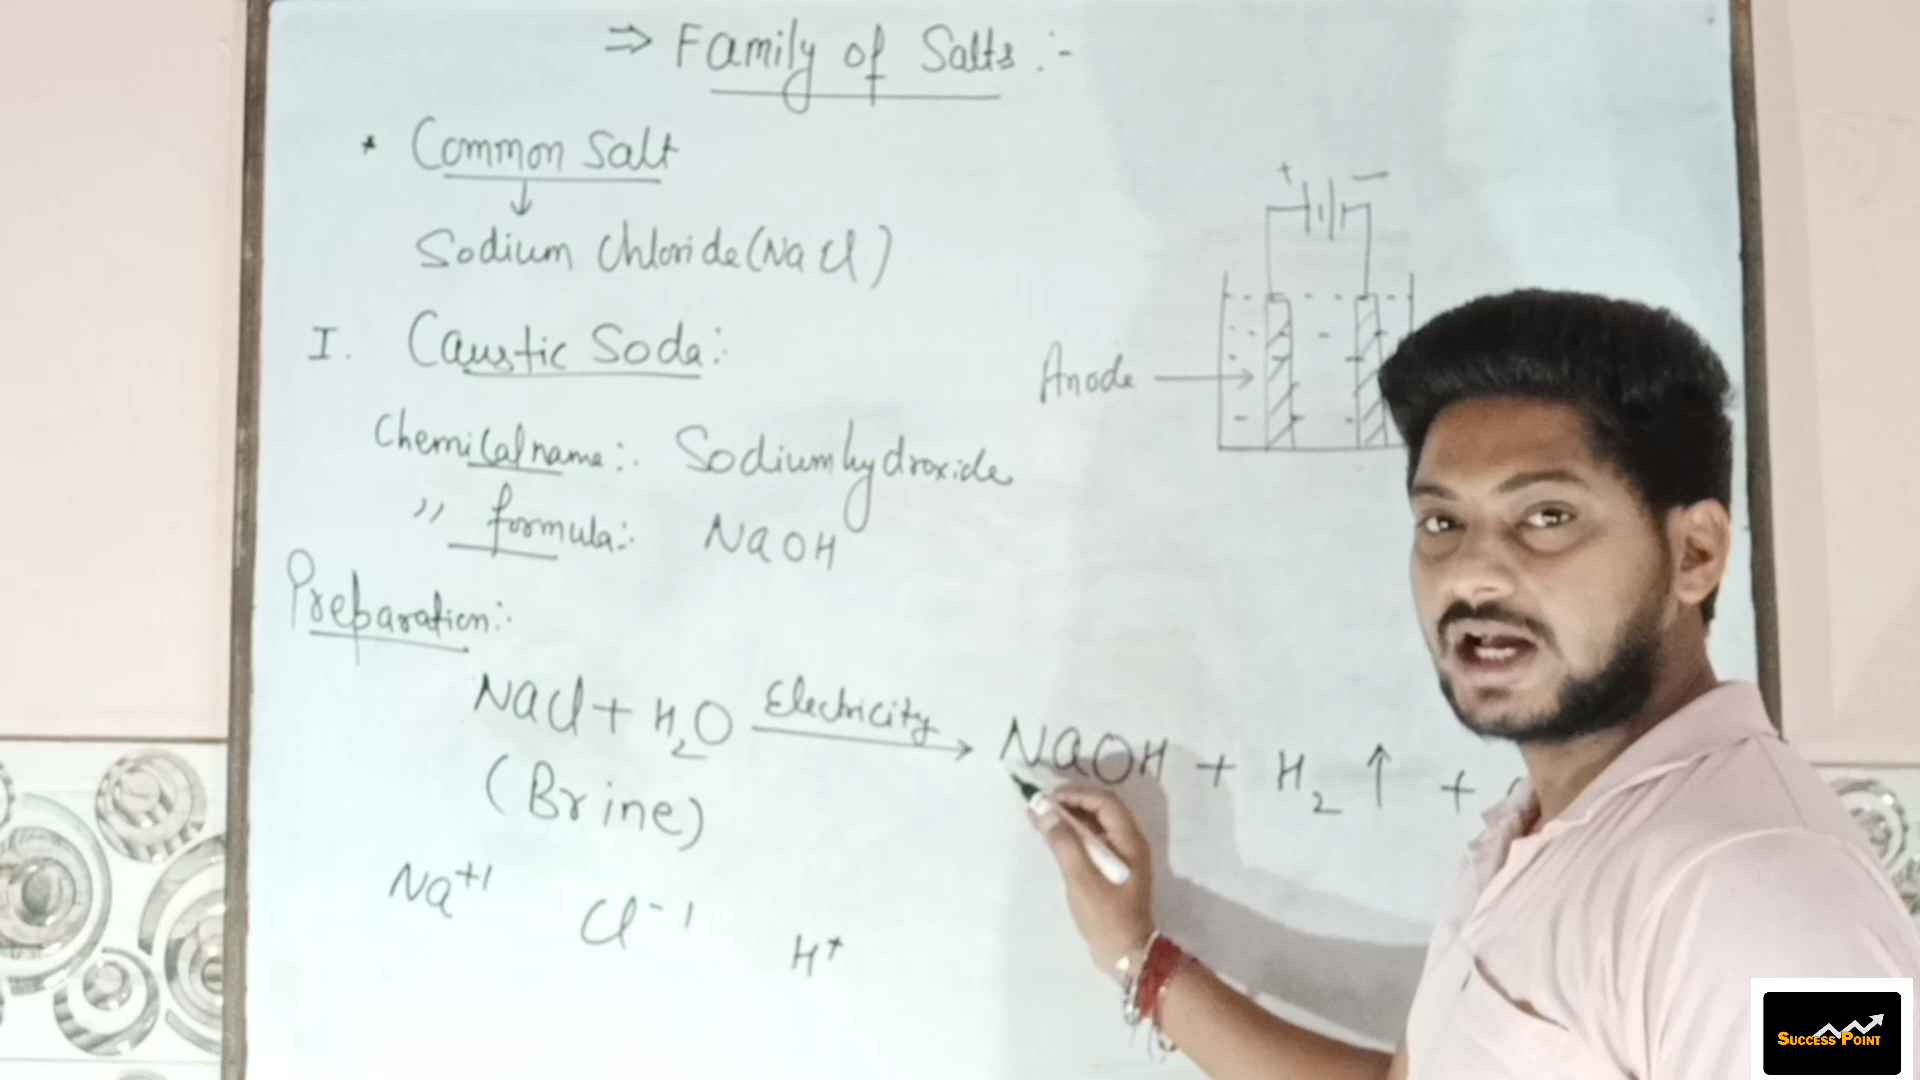 ⇒ Family of Salts :-
* Common Salt
↓
Sodium Chloride (NaCl)
I. Caustic Soda :
Chemical name :. Sodium hydroxide
〃 formula :. NaOH
Preparation :.
NaCl + H₂O —Electricity→ NaOH + H₂ ↑ +
(Brine)
Na⁺¹ Cl⁻¹ H⁺
+ −
Anode →
SUCCESS POINT